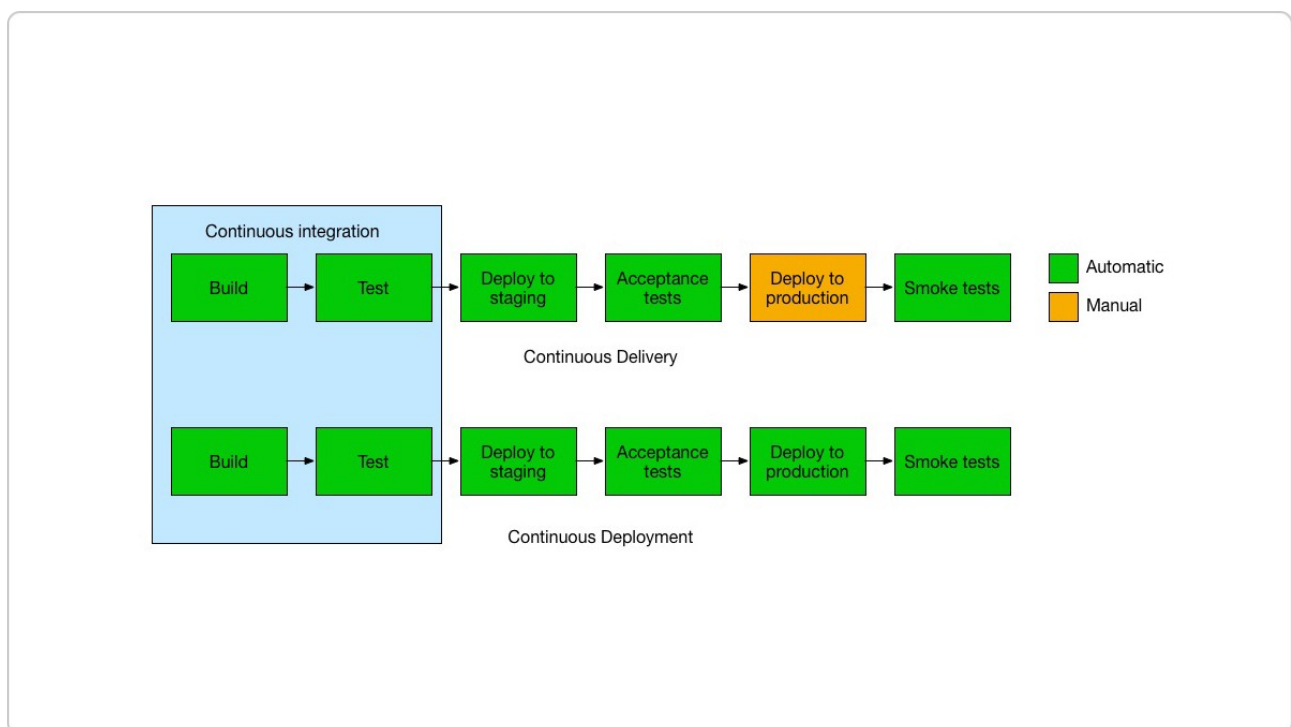 Continuous integration
Build
Test
Deploy to
staging
Acceptance
tests
Deploy to
production
Smoke tests
Automatic
Manual
Continuous Delivery
Build
Test
Deploy to
staging
Acceptance
tests
Deploy to
production
Smoke tests
Continuous Deployment